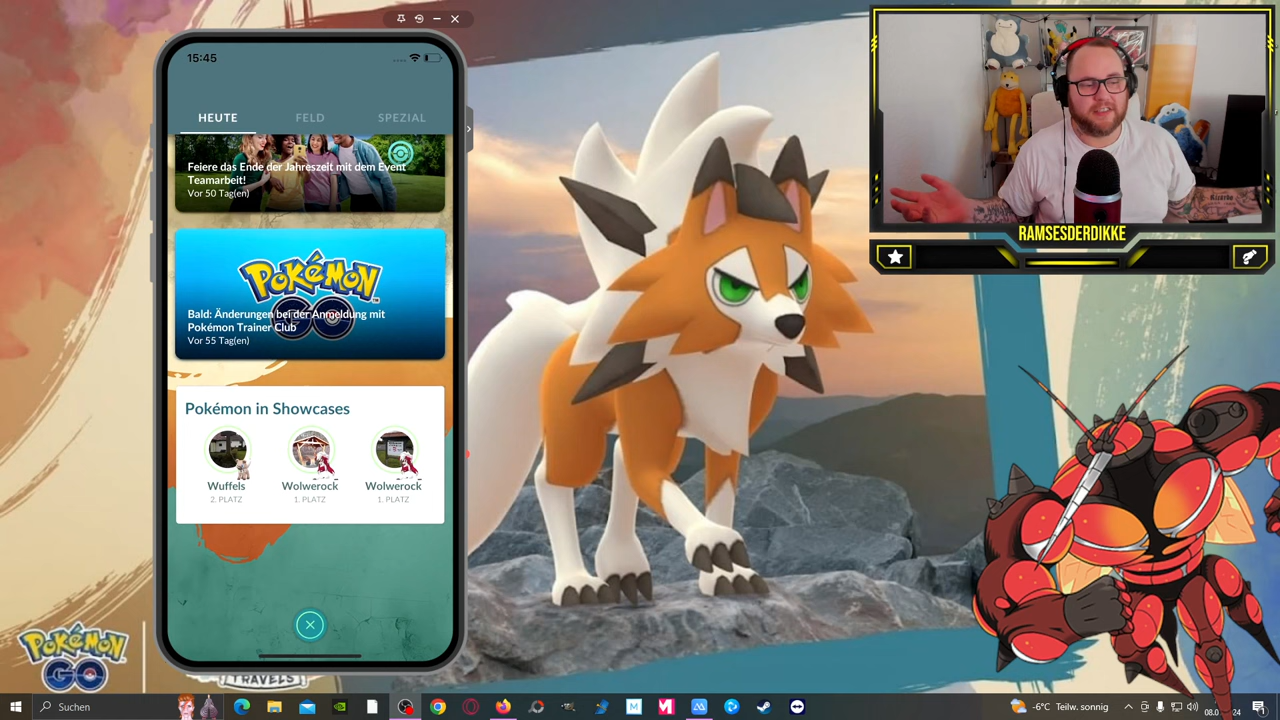 15:45
HEUTE
FELD
SPEZIAL
Feiere das Ende der Jahreszeit mit dem Event
Teamarbeit!
Vor 50 Tag(en)
POKÉMON
GO
Bald: Änderungen bei der Anmeldung mit
Pokémon Trainer Club
Vor 55 Tag(en)
Pokémon in Showcases
Wuffels
Wolwerock
Wolwerock
2. PLATZ
1. PLATZ
1. PLATZ
RAMSESDERDIKKE
POKÉMON
GO
TRAVELS
Suchen
-6°C Teilw. sonnig